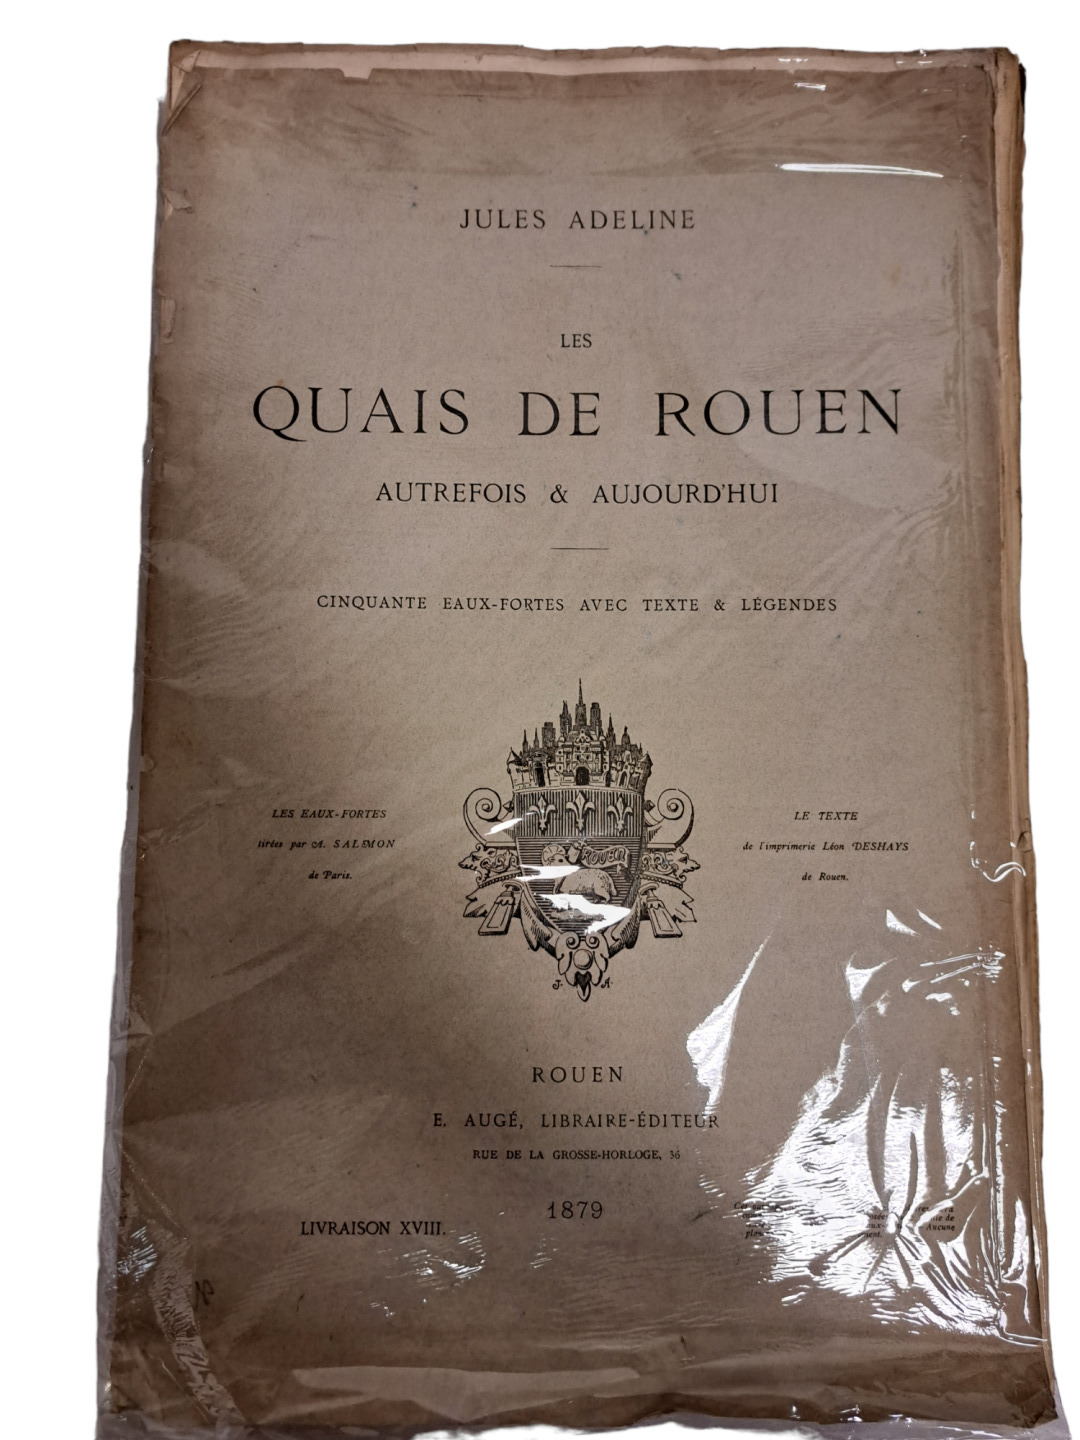 JULES ADELINE
LES
QUAIS DE ROUEN
AUTREFOIS & AUJOURD'HUI
CINQUANTE EAUX-FORTES AVEC TEXTE & LÉGENDES
LES EAUX-FORTES
tirées par A. SALMON
de Paris.
ROUEN
LE TEXTE
de l'imprimerie Léon DESHAYS
de Rouen.
J. A.
ROUEN
E. AUGÉ, LIBRAIRE-ÉDITEUR
RUE DE LA GROSSE-HORLOGE, 36
1879
LIVRAISON XVIII.
de
Aucune